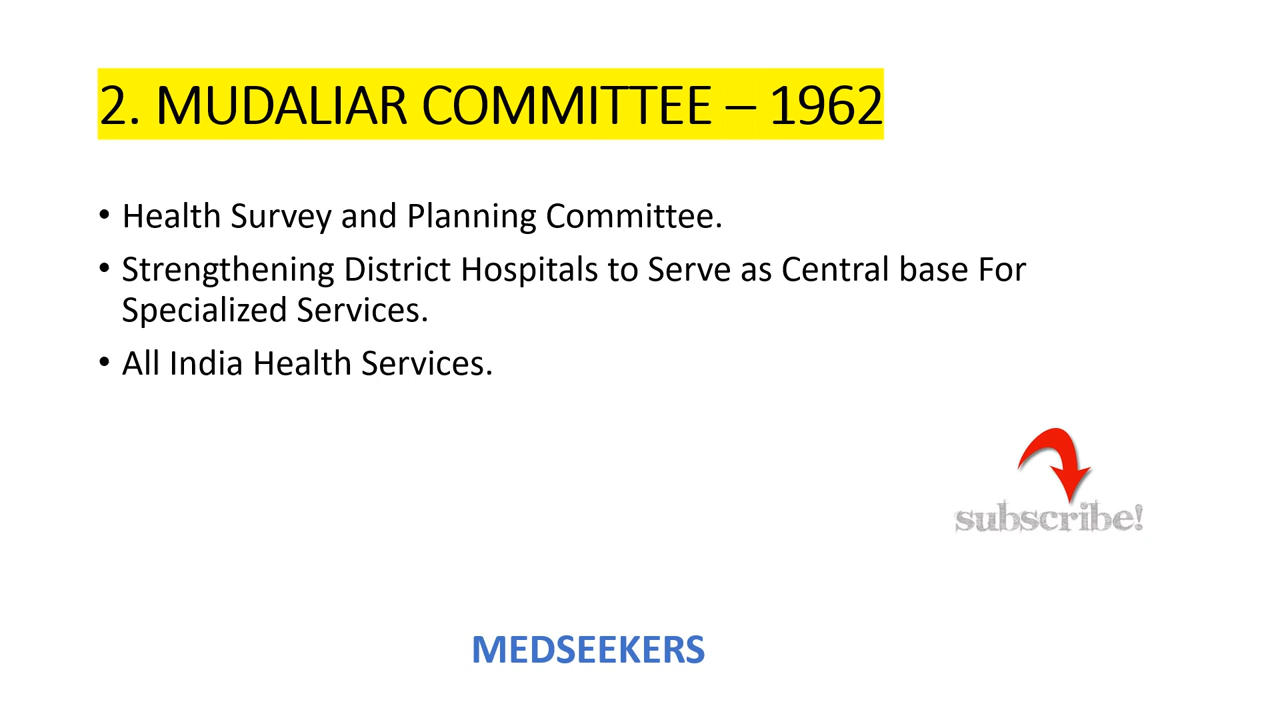 2. MUDALIAR COMMITTEE – 1962
• Health Survey and Planning Committee.
• Strengthening District Hospitals to Serve as Central base For
Specialized Services.
• All India Health Services.
subscribe!
MEDSEEKERS